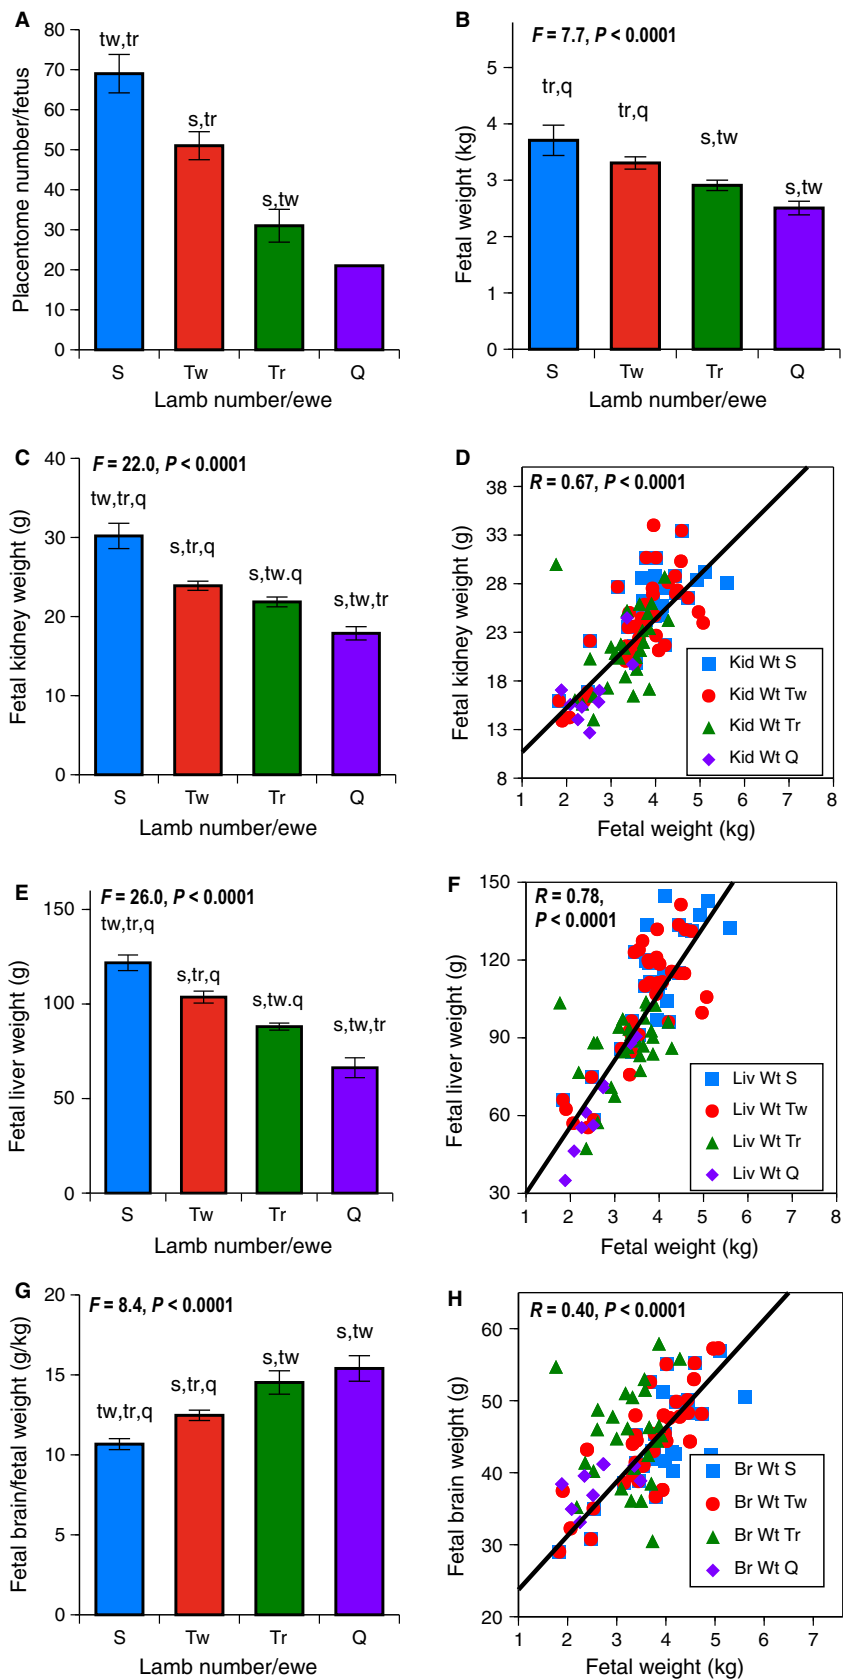 A
80
70
60
50
40
30
20
10
0
Placentome number/fetus
tw,tr
s,tr
s,tw
S Tw Tr Q
Lamb number/ewe
B
F = 7.7, P < 0.0001
5
4
3
2
1
0
Fetal weight (kg)
tr,q
tr,q
s,tw
s,tw
S Tw Tr Q
Lamb number/ewe
C
F = 22.0, P < 0.0001
40
30
20
10
0
Fetal kidney weight (g)
tw,tr,q
s,tr,q
s,tw.q
s,tw,tr
S Tw Tr Q
Lamb number/ewe
D
R = 0.67, P < 0.0001
38
33
28
23
18
13
8
Fetal kidney weight (g)
Kid Wt S
Kid Wt Tw
Kid Wt Tr
Kid Wt Q
1 2 3 4 5 6 7 8
Fetal weight (kg)
E
F = 26.0, P < 0.0001
150
100
50
0
Fetal liver weight (g)
tw,tr,q
s,tr,q
s,tw.q
s,tw,tr
S Tw Tr Q
Lamb number/ewe
F
R = 0.78,
P < 0.0001
150
120
90
60
30
Fetal liver weight (g)
Liv Wt S
Liv Wt Tw
Liv Wt Tr
Liv Wt Q
1 2 3 4 5 6 7 8
Fetal weight (kg)
G
F = 8.4, P < 0.0001
20
15
10
5
0
Fetal brain/fetal weight (g/kg)
tw,tr,q
s,tr,q
s,tw
s,tw
S Tw Tr Q
Lamb number/ewe
H
R = 0.40, P < 0.0001
60
50
40
30
20
Fetal brain weight (g)
Br Wt S
Br Wt Tw
Br Wt Tr
Br Wt Q
1 2 3 4 5 6 7
Fetal weight (kg)